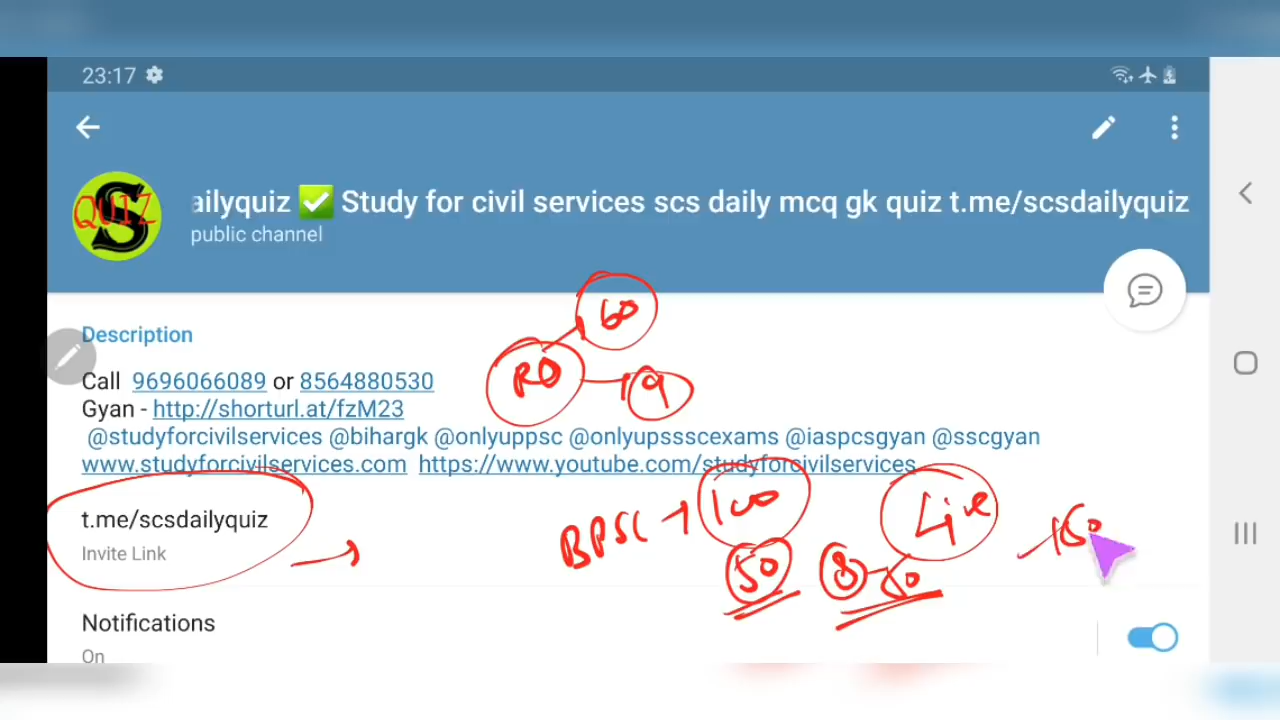 23:17
QUIZ S
ailyquiz ✅ Study for civil services scs daily mcq gk quiz t.me/scsdailyquiz
public channel
60
RO
9
Description
Call 9696066089 or 8564880530
Gyan - http://shorturl.at/fzM23
@studyforcivilservices @bihargk @onlyuppsc @onlyupssscexams @iaspcsgyan @sscgyan
www.studyforcivilservices.com https://www.youtube.com/studyforcivilservices
BPSC 100 Live 150
50 8
t.me/scsdailyquiz
Invite Link
Notifications
On